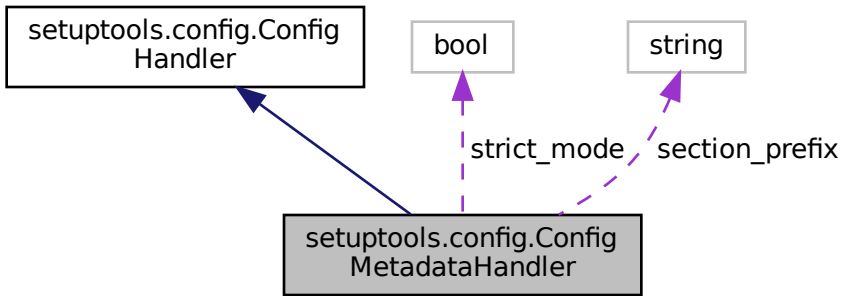 setuptools.config.Config
Handler
bool
string
strict_mode
section_prefix
setuptools.config.Config
MetadataHandler